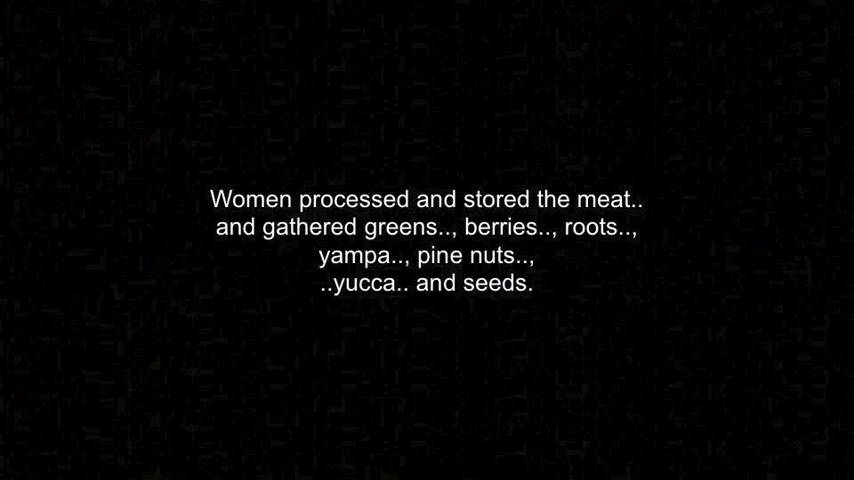 Women processed and stored the meat..
and gathered greens.., berries.., roots..,
yampa.., pine nuts..,
..yucca.. and seeds.